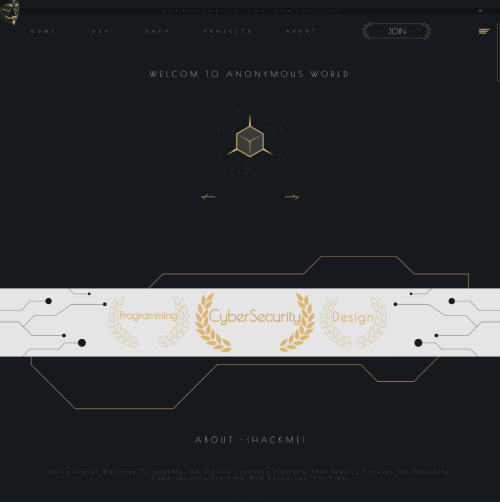 HOME DEV SHOP PROJECTS ABOUT JOIN
WELCOM TO ANONYMOUS WORLD
Programming CyberSecurity Design
ABOUT -{HACKME}
Hello There! Welcome To HackMe, An Online Learning Platform That Mainly Focuses On Providing
Cybersecurity Training And Resources, For Free.